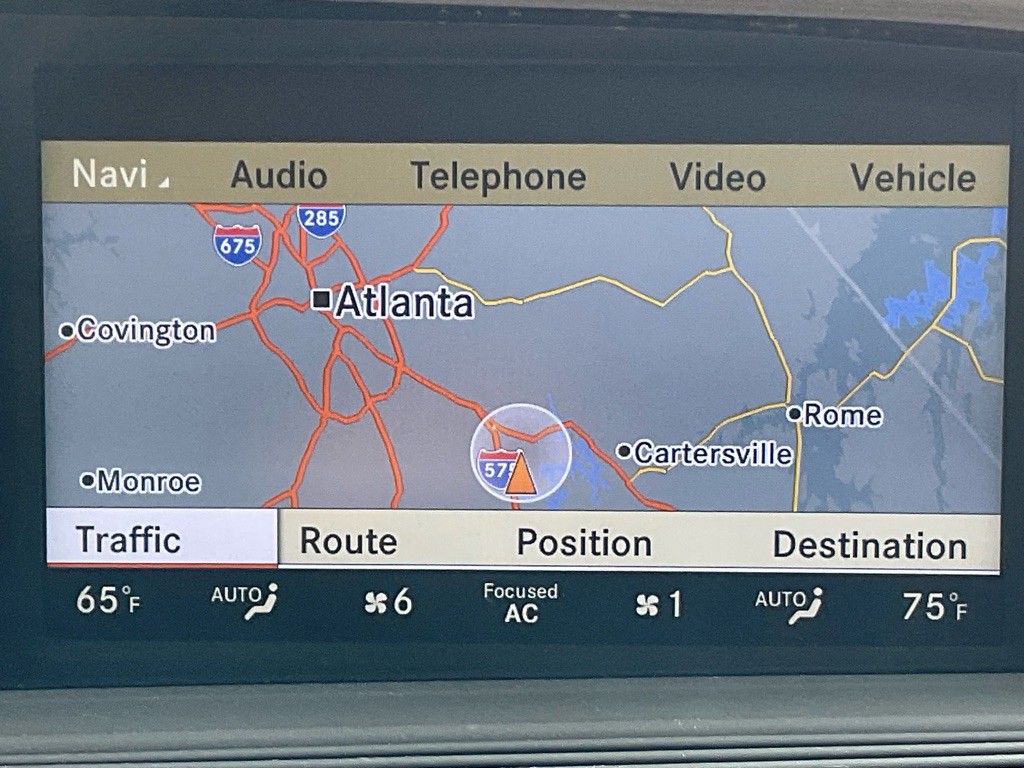 Navi
Audio
Telephone
Video
Vehicle
285
675
Atlanta
Covington
Rome
Cartersville
575
Monroe
Traffic
Route
Position
Destination
65°F
AUTO
6
Focused
AC
1
AUTO
75°F